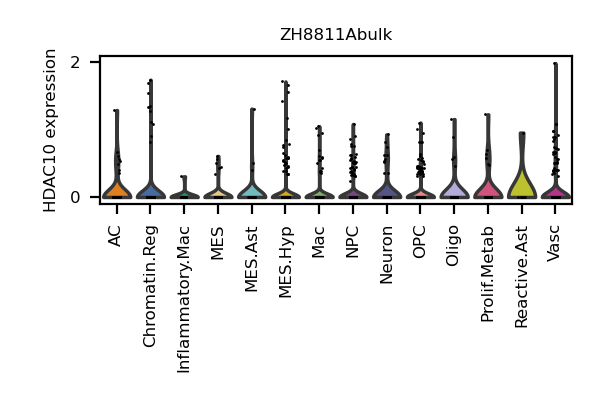 ZH8811Abulk
HDAC10 expression
2
0
AC
Chromatin.Reg
Inflammatory.Mac
MES
MES.Ast
MES.Hyp
Mac
NPC
Neuron
OPC
Oligo
Prolif.Metab
Reactive.Ast
Vasc